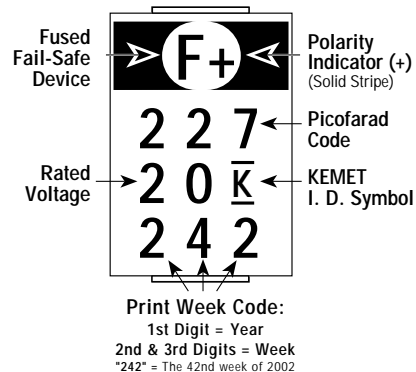 Fused
Fail-Safe
Device
F+
Polarity
Indicator (+)
(Solid Stripe)
2 2 7
Picofarad
Code
Rated
Voltage
2 0 K
KEMET
I. D. Symbol
2 4 2
Print Week Code:
1st Digit = Year
2nd & 3rd Digits = Week
"242" = The 42nd week of 2002